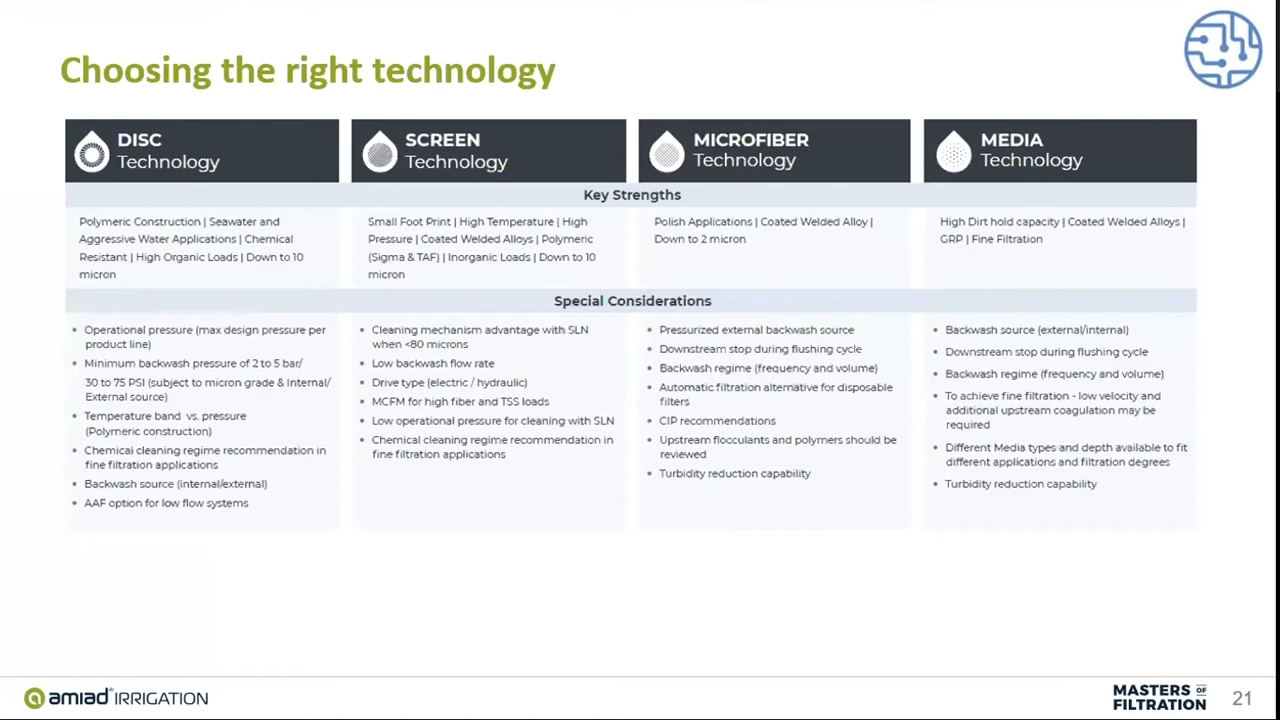 Choosing the right technology
DISC
Technology
SCREEN
Technology
MICROFIBER
Technology
MEDIA
Technology
Key Strengths
Polymeric Construction | Seawater and
Aggressive Water Applications | Chemical
Resistant | High Organic Loads | Down to 10
micron
Small Foot Print | High Temperature | High
Pressure | Coated Welded Alloys | Polymeric
(Sigma & TAF) | Inorganic Loads | Down to 10
micron
Polish Applications | Coated Welded Alloy |
Down to 2 micron
High Dirt hold capacity | Coated Welded Alloys |
GRP | Fine Filtration
Special Considerations
• Operational pressure (max design pressure per
product line)
• Minimum backwash pressure of 2 to 5 bar/
30 to 75 PSI (subject to micron grade & Internal/
External source)
• Temperature band vs. pressure
(Polymeric construction)
• Chemical cleaning regime recommendation in
fine filtration applications
• Backwash source (internal/external)
• AAF option for low flow systems
• Cleaning mechanism advantage with SLN
when <80 microns
• Low backwash flow rate
• Drive type (electric / hydraulic)
• MCFM for high fiber and TSS loads
• Low operational pressure for cleaning with SLN
• Chemical cleaning regime recommendation in
fine filtration applications
• Pressurized external backwash source
• Downstream stop during flushing cycle
• Backwash regime (frequency and volume)
• Automatic filtration alternative for disposable
filters
• CIP recommendations
• Upstream flocculants and polymers should be
reviewed
• Turbidity reduction capability
• Backwash source (external/internal)
• Downstream stop during flushing cycle
• Backwash regime (frequency and volume)
• To achieve fine filtration - low velocity and
additional upstream coagulation may be
required
• Different Media types and depth available to fit
different applications and filtration degrees
• Turbidity reduction capability
amiad IRRIGATION
MASTERS OF
FILTRATION
21